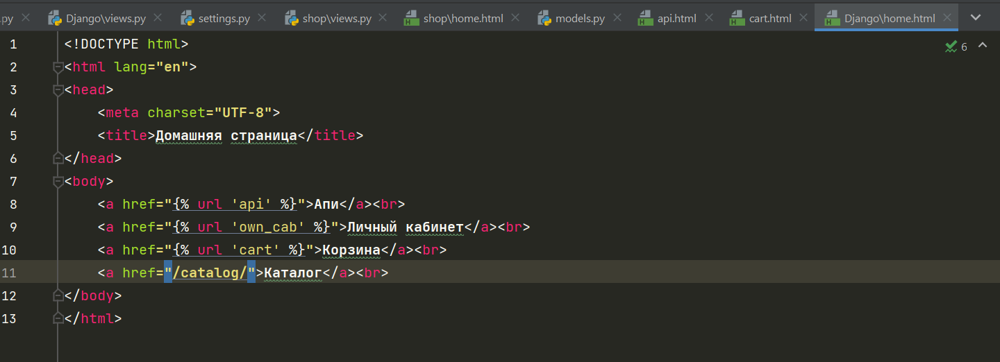 .py Django\views.py settings.py shop\views.py shop\home.html models.py api.html cart.html Django\home.html
1 <!DOCTYPE html> 6
2 <html lang="en">
3 <head>
4 <meta charset="UTF-8">
5 <title>Домашняя страница</title>
6 </head>
7 <body>
8 <a href="{% url 'api' %}">Апи</a><br>
9 <a href="{% url 'own_cab' %}">Личный кабинет</a><br>
10 <a href="{% url 'cart' %}">Корзина</a><br>
11 <a href="/catalog/">Каталог</a><br>
12 </body>
13 </html>